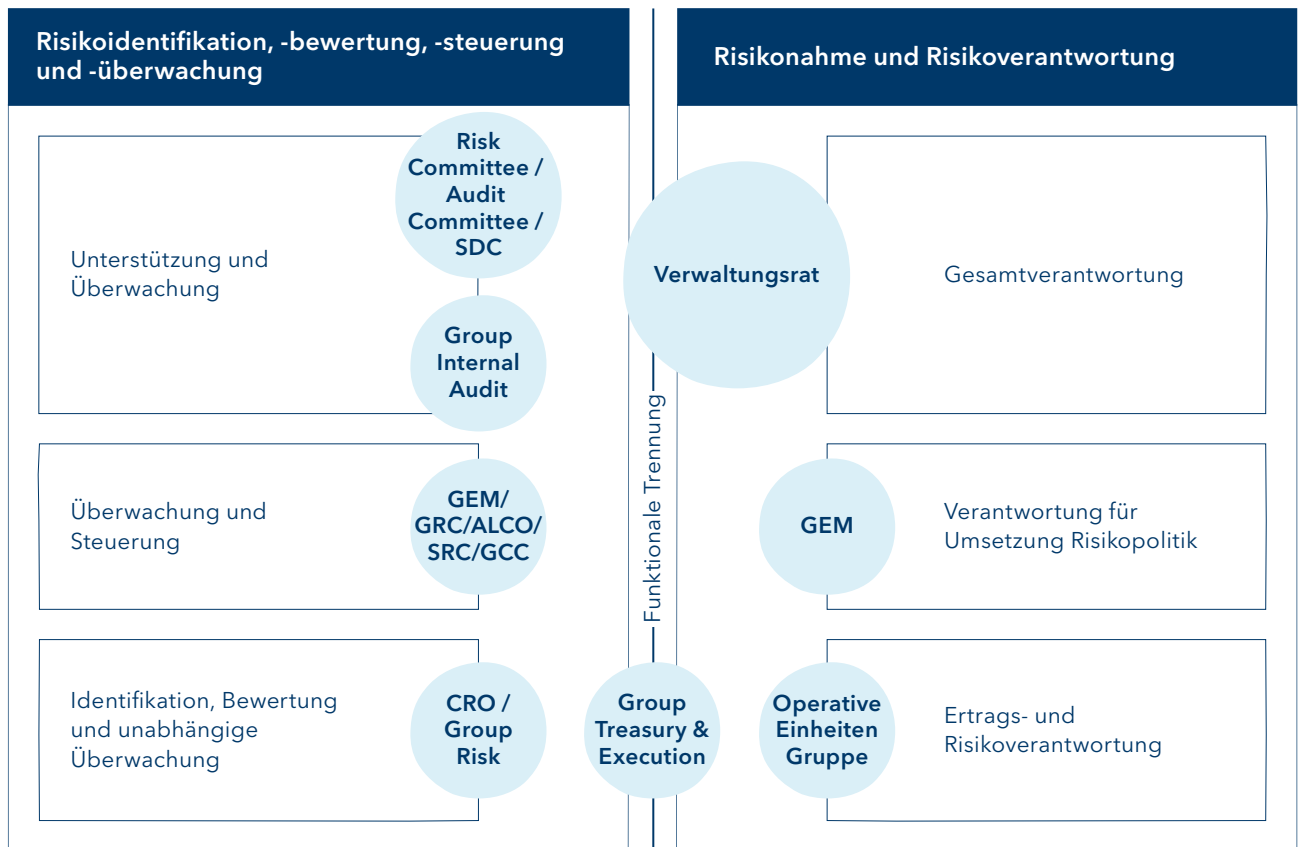 Risikoidentifikation, -bewertung, -steuerung
und -überwachung
Risikonahme und Risikoverantwortung
Unterstützung und
Überwachung
Risk
Committee /
Audit
Committee /
SDC
Group
Internal
Audit
Verwaltungsrat
Gesamtverantwortung
Funktionale Trennung
Überwachung und
Steuerung
GEM/
GRC/ALCO/
SRC/GCC
GEM
Verantwortung für
Umsetzung Risikopolitik
Identifikation, Bewertung
und unabhängige
Überwachung
CRO /
Group
Risk
Group
Treasury &
Execution
Operative
Einheiten
Gruppe
Ertrags- und
Risikoverantwortung